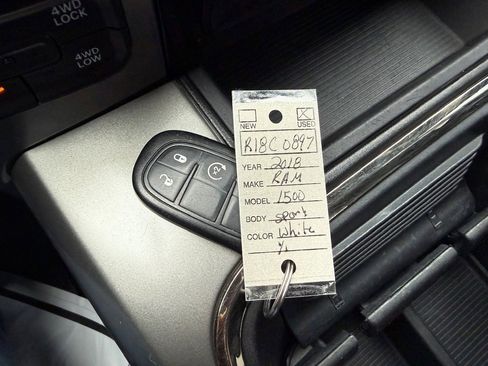 4WD
LOCK
4WD
LOW
NEW USED
R18C0897
YEAR 2018
MAKE RAM
MODEL 1500
BODY sport
COLOR white